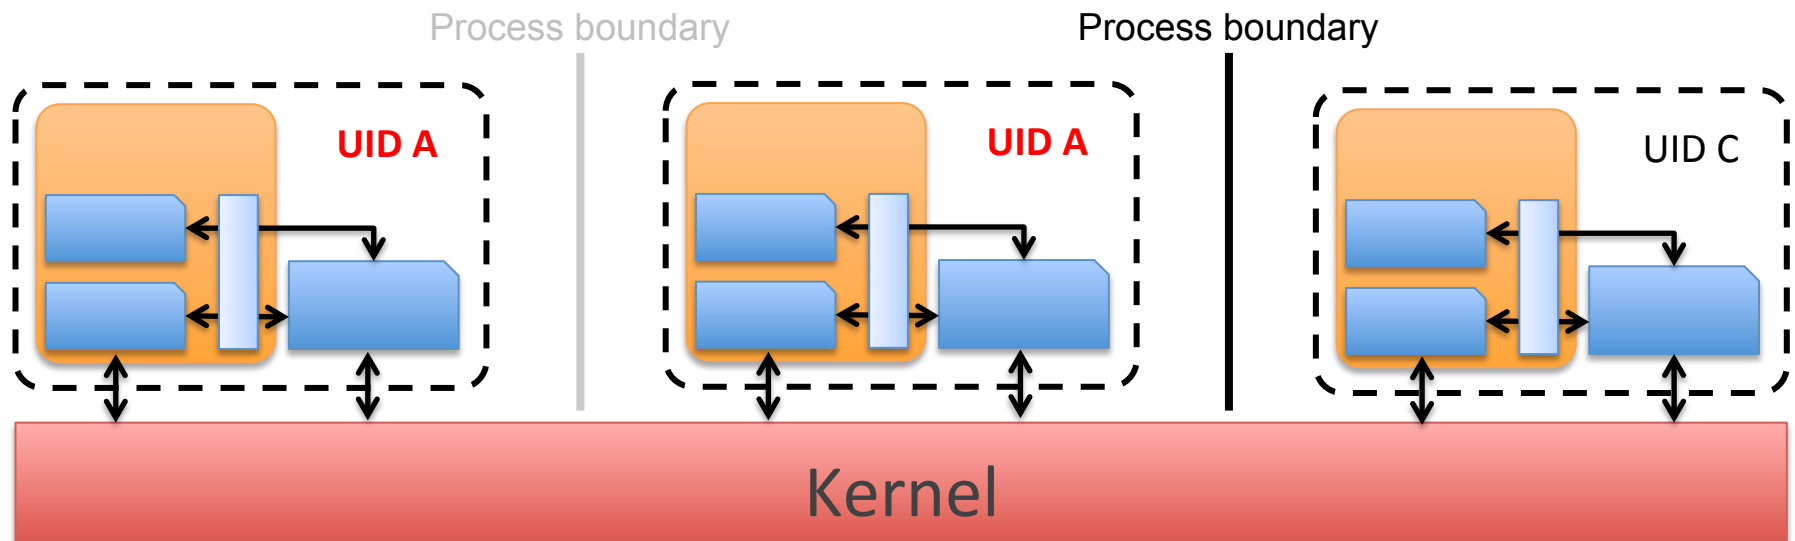 Process boundary
Process boundary
UID A
UID A
UID C
Kernel